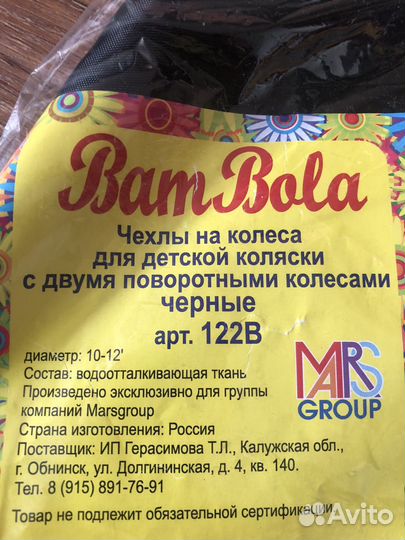 BamBola
Чехлы на колеса
для детской коляски
с двумя поворотными колесами
черные
арт. 122В
диаметр: 10-12'
Состав: водоотталкивающая ткань
Произведено эксклюзивно для группы
компаний Marsgroup
Страна изготовления: Россия
Поставщик: ИП Герасимова Т.Л., Калужская обл.,
г. Обнинск, ул. Долгининская, д. 4, кв. 140.
Тел. 8 (915) 891-76-91
Товар не подлежит обязательной сертификации.
MARS
GROUP
Avito